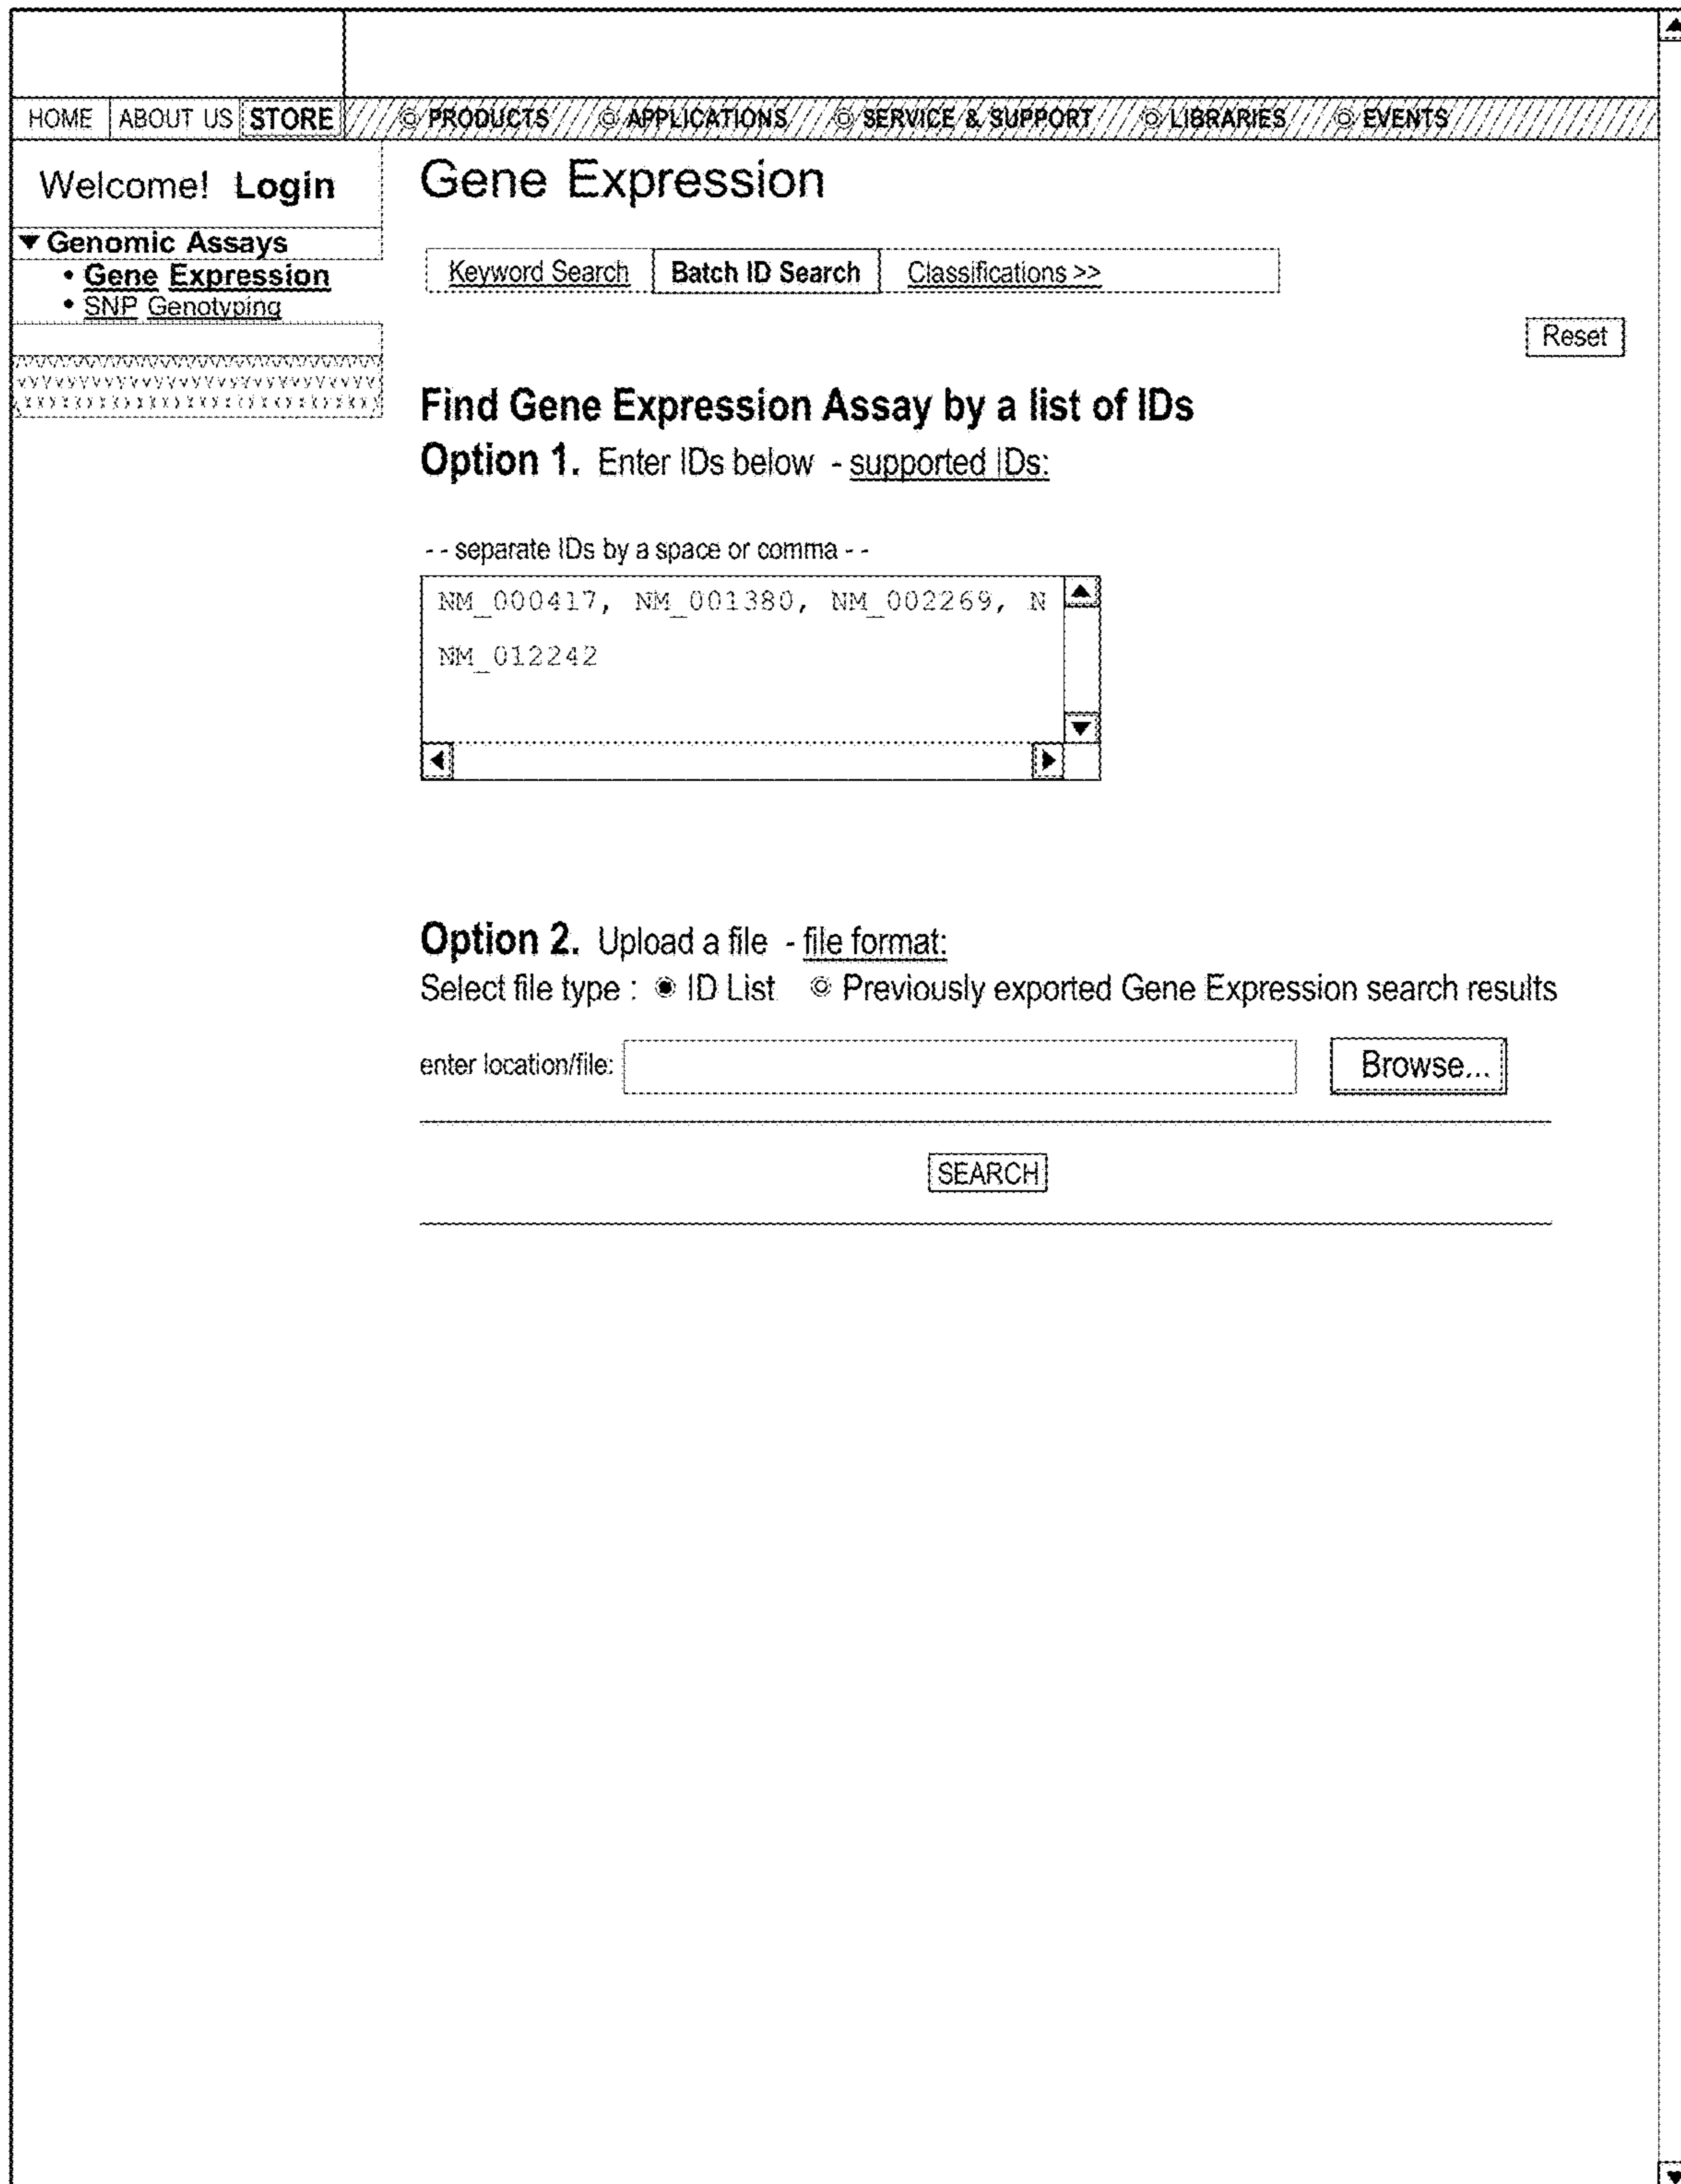 HOME ABOUT US STORE PRODUCTS APPLICATIONS SERVICE & SUPPORT LIBRARIES EVENTS
Welcome! Login
Genomic Assays
• Gene Expression
• SNP Genotyping
Gene Expression
Keyword Search Batch ID Search Classifications >>
Reset
Find Gene Expression Assay by a list of IDs
Option 1. Enter IDs below - supported IDs:
- - separate IDs by a space or comma - -
NM_000417, NM_001380, NM_002269, N
NM_012242
Option 2. Upload a file - file format:
Select file type : ID List Previously exported Gene Expression search results
enter location/file: Browse...
SEARCH